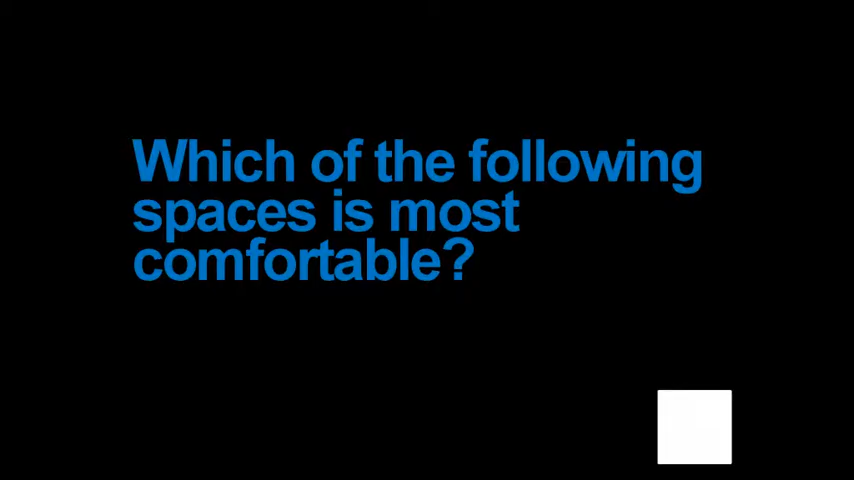 Which of the following
spaces is most
comfortable?